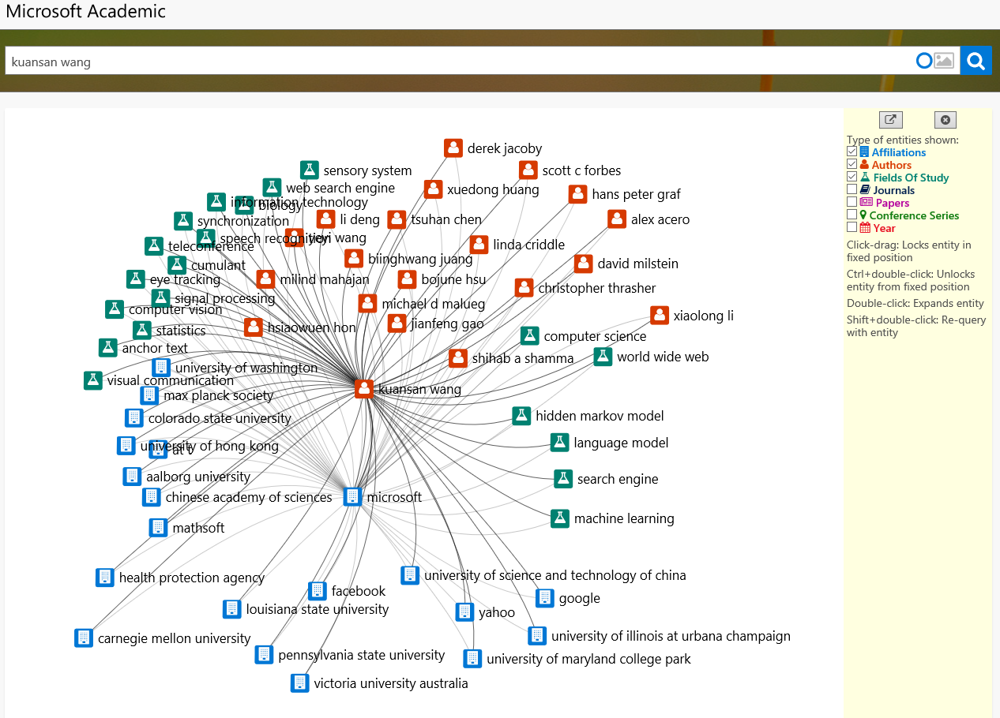 Microsoft Academic
kuansan wang
Type of entities shown:
Affiliations
Authors
Fields Of Study
Journals
Papers
Conference Series
Year
Click-drag: Locks entity in
fixed position
Ctrl+double-click: Unlocks
entity from fixed position
Double-click: Expands entity
Shift+double-click: Re-query
with entity
derek jacoby
sensory system
scott c forbes
web search engine
xuedong huang
hans peter graf
information technology
biology
synchronization
li deng
tsuhan chen
alex acero
speech recognition
yeyi wang
teleconference
linda criddle
cumulant
biinghwang juang
david milstein
eye tracking
milind mahajan
bojune hsu
christopher thrasher
signal processing
michael d malueg
computer vision
xiaolong li
statistics
hsiaowuen hon
jianfeng gao
computer science
anchor text
shihab a shamma
world wide web
university of washington
visual communication
kuansan wang
max planck society
colorado state university
hidden markov model
university of hong kong
at t
language model
aalborg university
search engine
chinese academy of sciences
microsoft
machine learning
mathsoft
health protection agency
university of science and technology of china
facebook
google
louisiana state university
yahoo
carnegie mellon university
university of illinois at urbana champaign
pennsylvania state university
university of maryland college park
victoria university australia